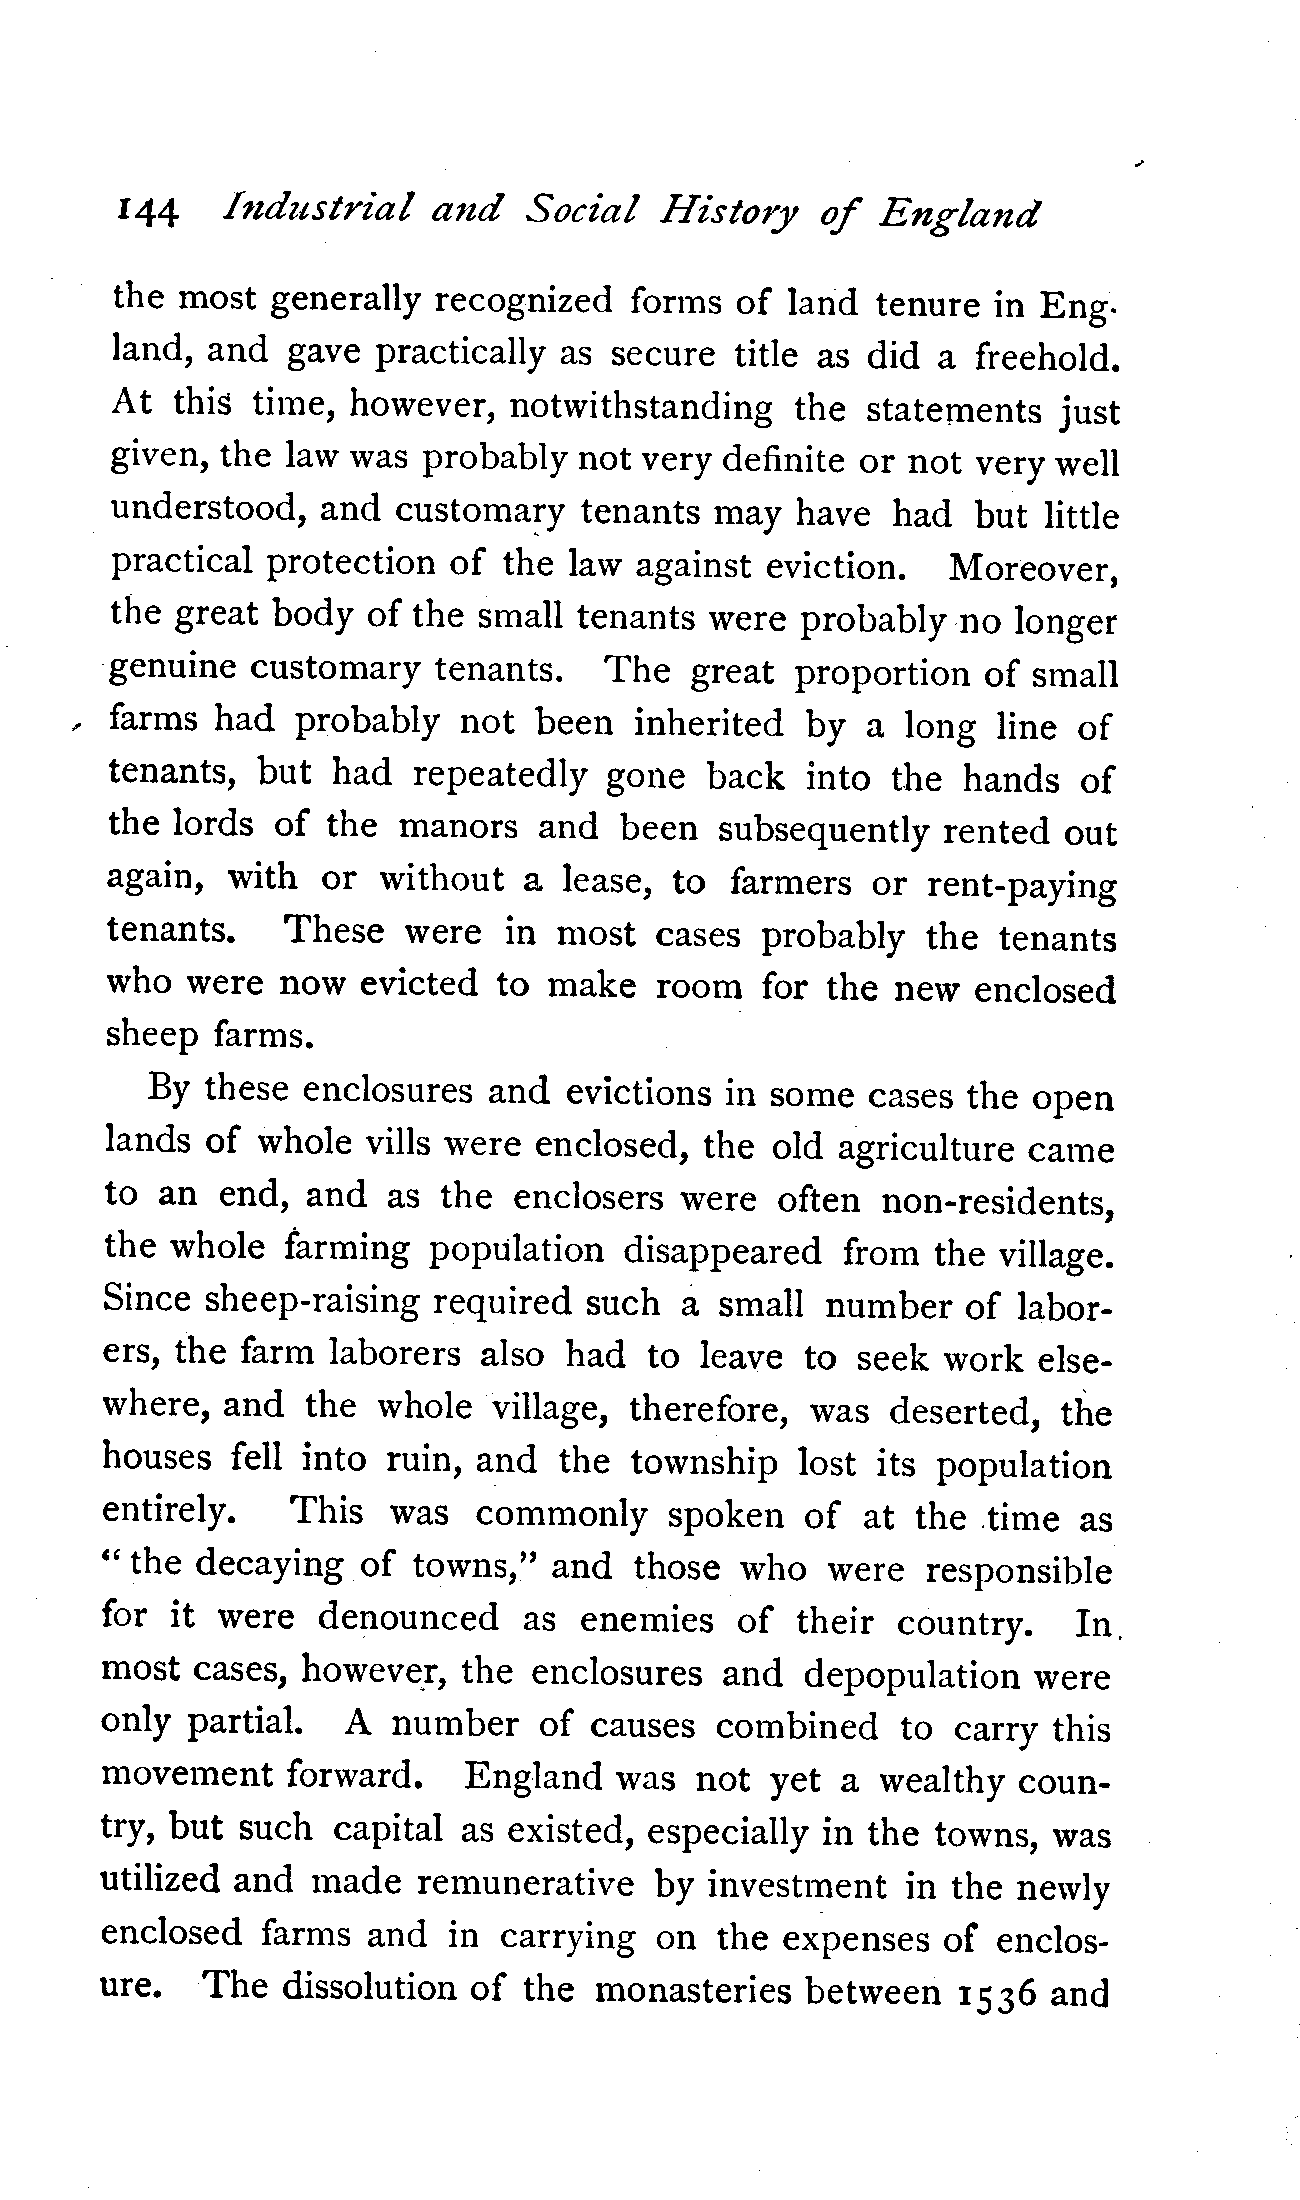 144 Industrial and Social History of England
the most generally recognized forms of land tenure in Eng-
land, and gave practically as secure title as did a freehold.
At this time, however, notwithstanding the statements just
given, the law was probably not very definite or not very well
understood, and customary tenants may have had but little
practical protection of the law against eviction. Moreover,
the great body of the small tenants were probably no longer
genuine customary tenants. The great proportion of small
farms had probably not been inherited by a long line of
tenants, but had repeatedly gone back into the hands of
the lords of the manors and been subsequently rented out
again, with or without a lease, to farmers or rent-paying
tenants. These were in most cases probably the tenants
who were now evicted to make room for the new enclosed
sheep farms.
By these enclosures and evictions in some cases the open
lands of whole vills were enclosed, the old agriculture came
to an end, and as the enclosers were often non-residents,
the whole farming population disappeared from the village.
Since sheep-raising required such a small number of labor-
ers, the farm laborers also had to leave to seek work else-
where, and the whole village, therefore, was deserted, the
houses fell into ruin, and the township lost its population
entirely. This was commonly spoken of at the time as
“ the decaying of towns,” and those who were responsible
for it were denounced as enemies of their country. In
most cases, however, the enclosures and depopulation were
only partial. A number of causes combined to carry this
movement forward. England was not yet a wealthy coun-
try, but such capital as existed, especially in the towns, was
utilized and made remunerative by investment in the newly
enclosed farms and in carrying on the expenses of enclos-
ure. The dissolution of the monasteries between 1536 and